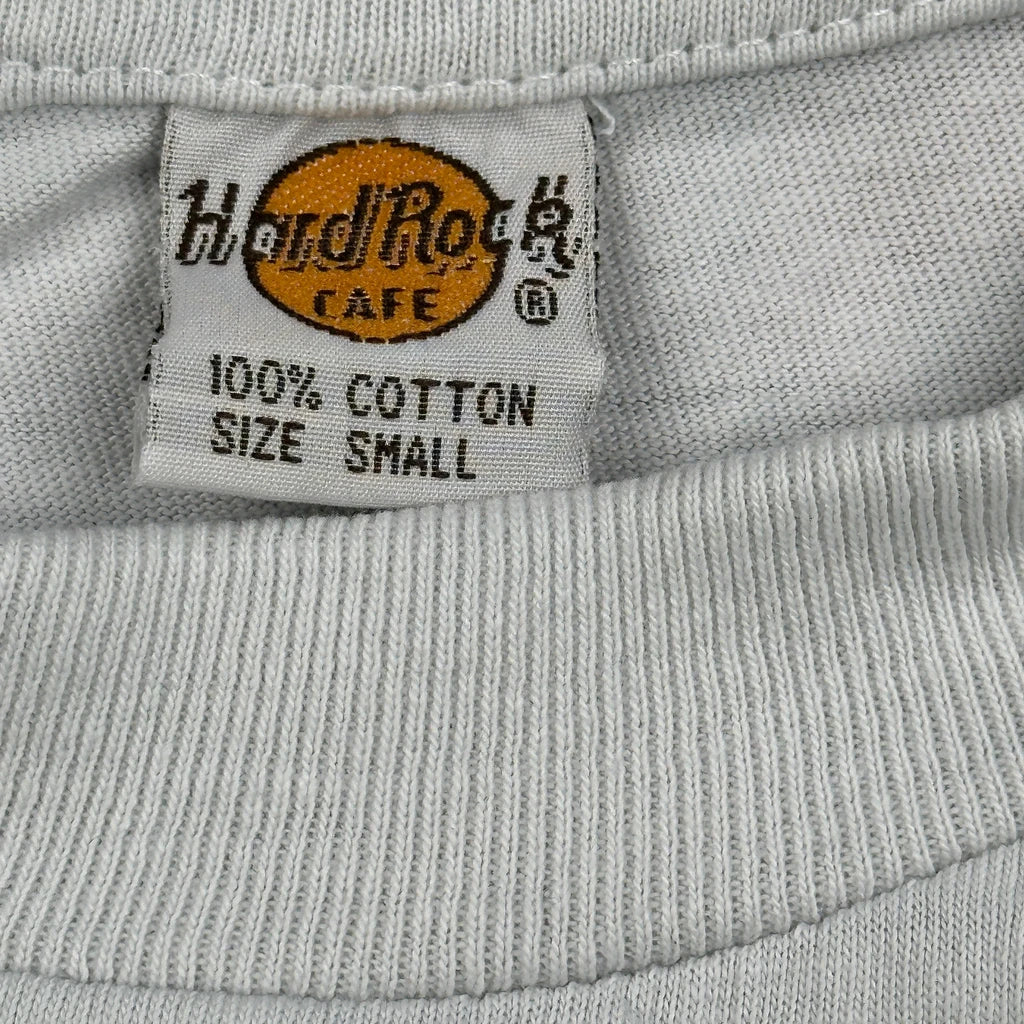 Hard Rock
CAFE ®
100% COTTON
SIZE SMALL